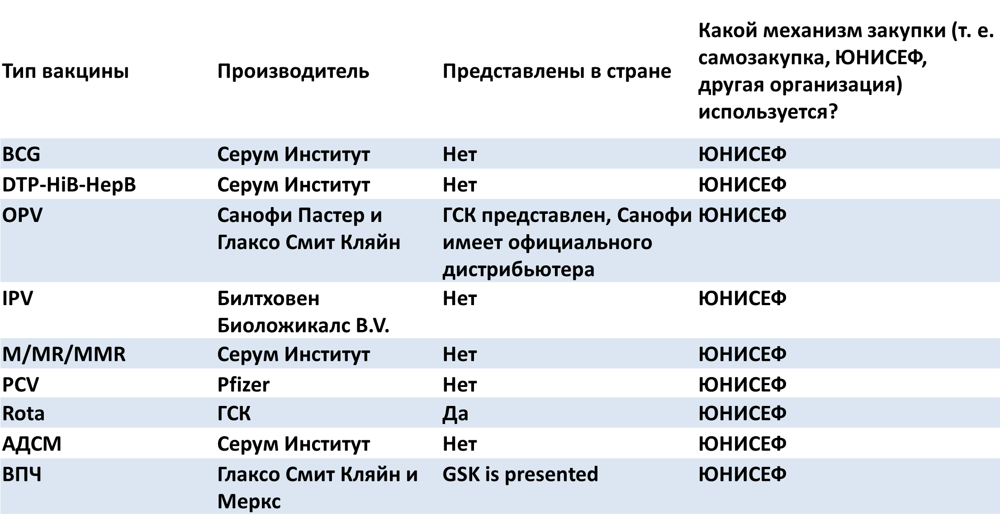 Тип вакцины
Производитель
Представлены в стране
Какой механизм закупки (т. е.
самозакупка, ЮНИСЕФ,
другая организация)
используется?
BCG
Серум Институт
Нет
ЮНИСЕФ
DTP-HiB-HepB
Серум Институт
Нет
ЮНИСЕФ
OPV
Санофи Пастер и
Глаксо Смит Кляйн
ГСК представлен, Санофи
имеет официального
дистрибьютера
ЮНИСЕФ
IPV
Билтховен
Биоложикалс B.V.
Нет
ЮНИСЕФ
M/MR/MMR
Серум Институт
Нет
ЮНИСЕФ
PCV
Pfizer
Нет
ЮНИСЕФ
Rota
ГСК
Да
ЮНИСЕФ
АДСМ
Серум Институт
Нет
ЮНИСЕФ
ВПЧ
Глаксо Смит Кляйн и
Меркс
GSK is presented
ЮНИСЕФ